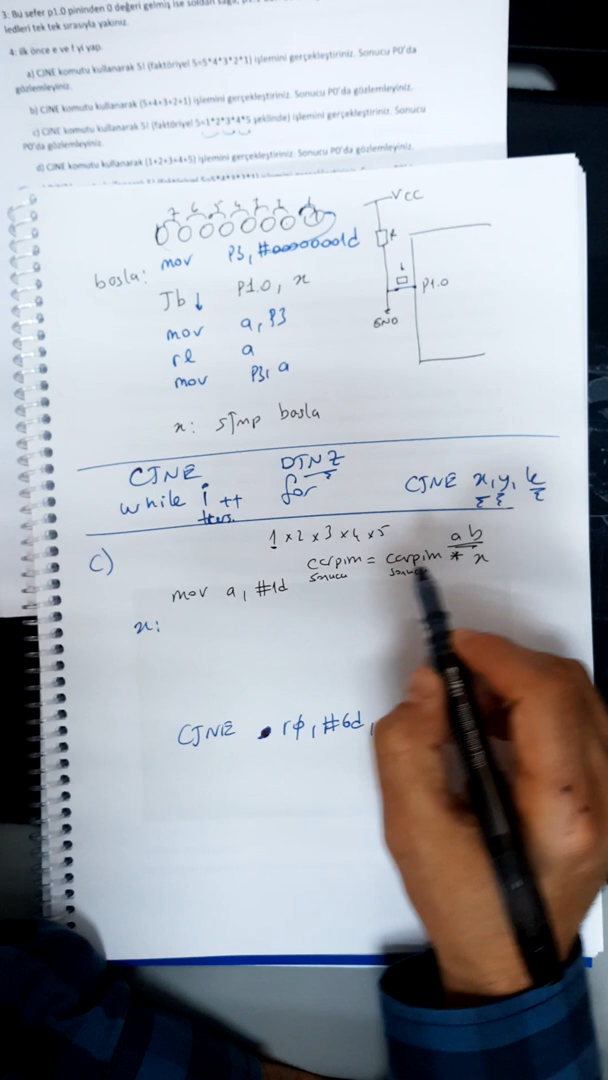 3: Bu sefer p1.0 pininden 0 değeri gelmiş ise soldan sağa,
ledleri tek tek sırasıyla yakınız.
4: ilk önce e ve f yi yap.
a) CJNE komutu kullanarak 5! (faktöriyel 5=5*4*3*2*1) işlemini gerçekleştiriniz. Sonucu P0'da
gözlemleyiniz.
b) CJNE komutu kullanarak (5+4+3+2+1) işlemini gerçekleştiriniz. Sonucu P0'da gözlemleyiniz.
c) CJNE komutu kullanarak 5! (faktöriyel 5=1*2*3*4*5 şeklinde) işlemini gerçekleştiriniz. Sonucu
P0'da gözlemleyiniz.
d) CJNE komutu kullanarak (1+2+3+4+5) işlemini gerçekleştiriniz. Sonucu P0'da gözlemleyiniz.
VCC
basla: mov P3, #00000001d
Jb P1.0, x
P1.0
mov a, P3
GND
rl a
mov P3, a
x: sjmp basla
CJNE DJNZ
while i++ for
CJNE x, y, k
1 x 2 x 3 x 4 x 5
c) carpim = carpim * x
ab
sonucu sonucu
mov a, #1d
x:
CJNE r0, #6d,